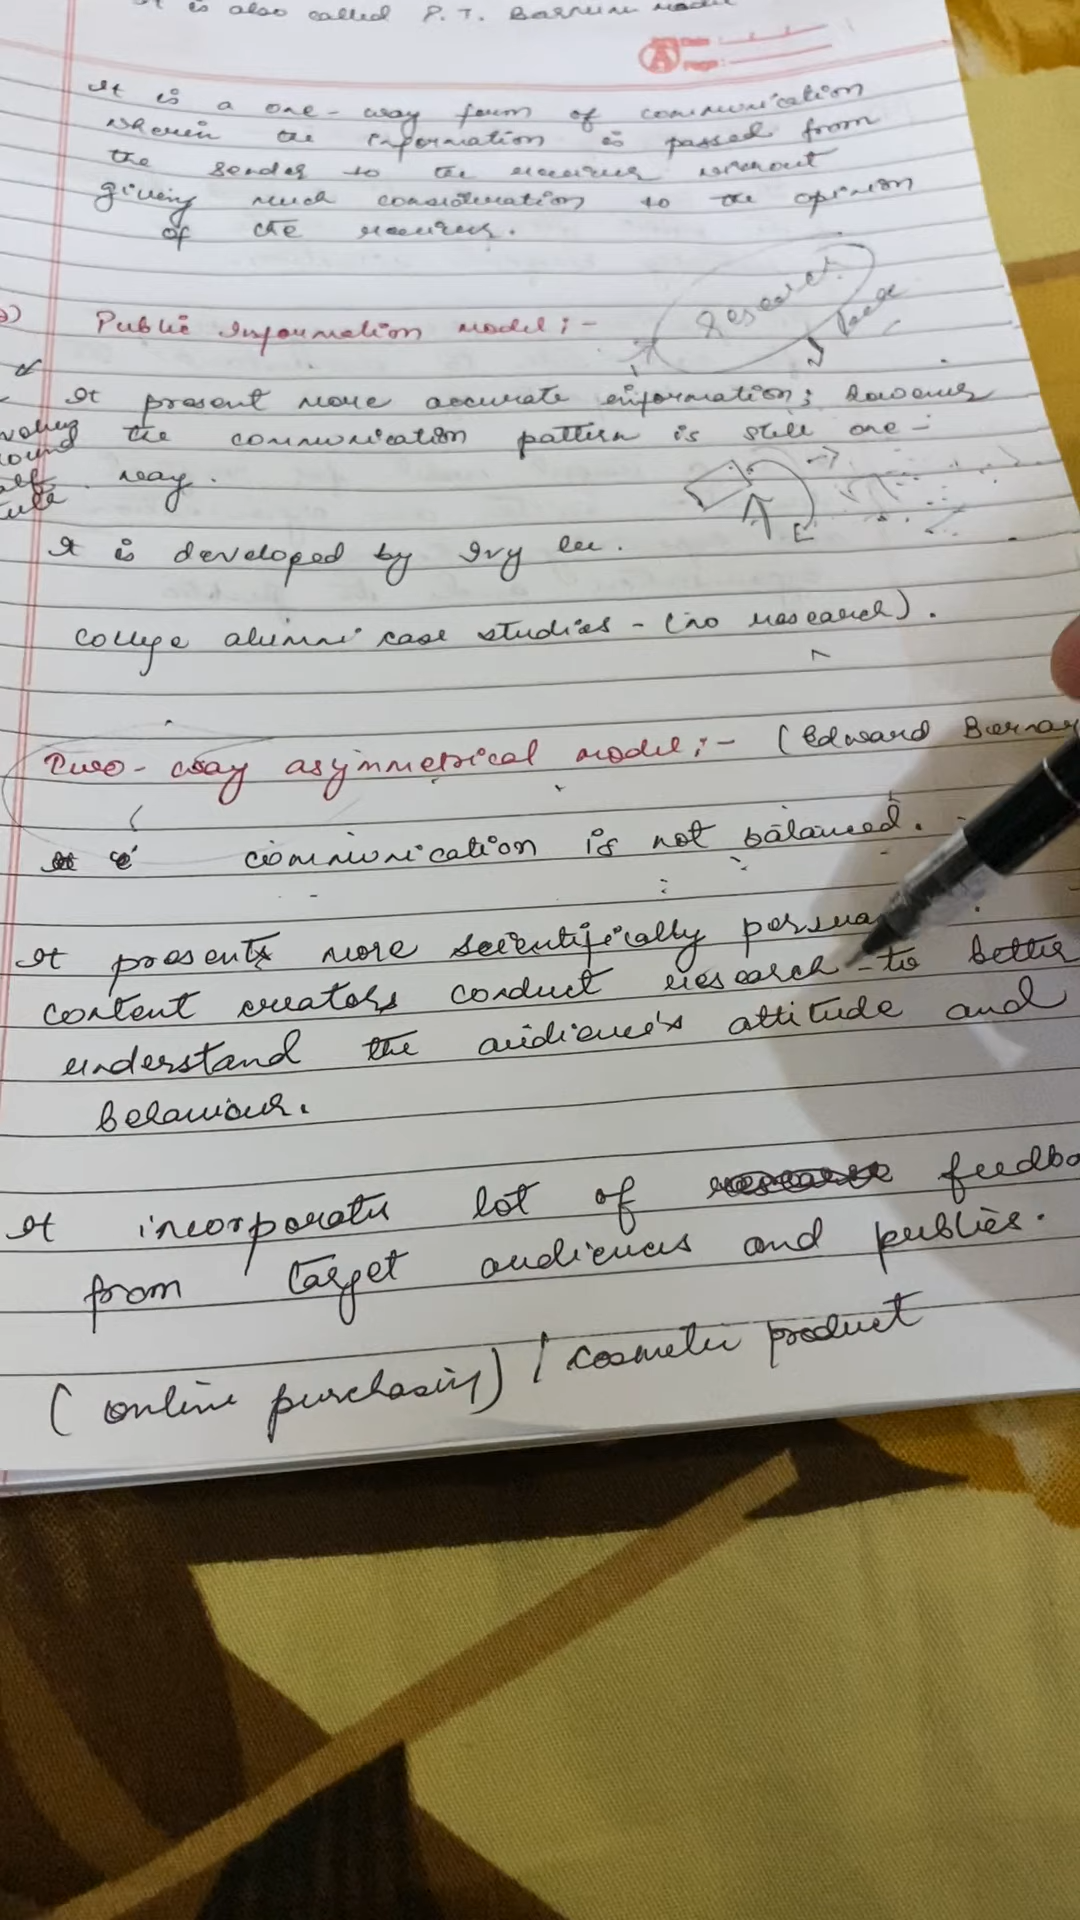 It is also called P. T. Barnum model
Date:
Page:
It is a one-way form of communication
wherein the information is passed from
the sender to the receiver without
giving much consideration to the opinion
of the receivers.
Research
Public Information model :-
It present more accurate information; however
the communication pattern is still one-
way.
E
It is developed by Ivy lee.
college alumni case studies - (no research).
Two-way asymmetrical model :- (Edward
communication is not balanced.
It presents more scientifically
content creators conduct research to better
understand the audience's attitude and
behaviour.
It incorporates lot of
from target audiences and publics.
(online purchasing) / cosmetic product